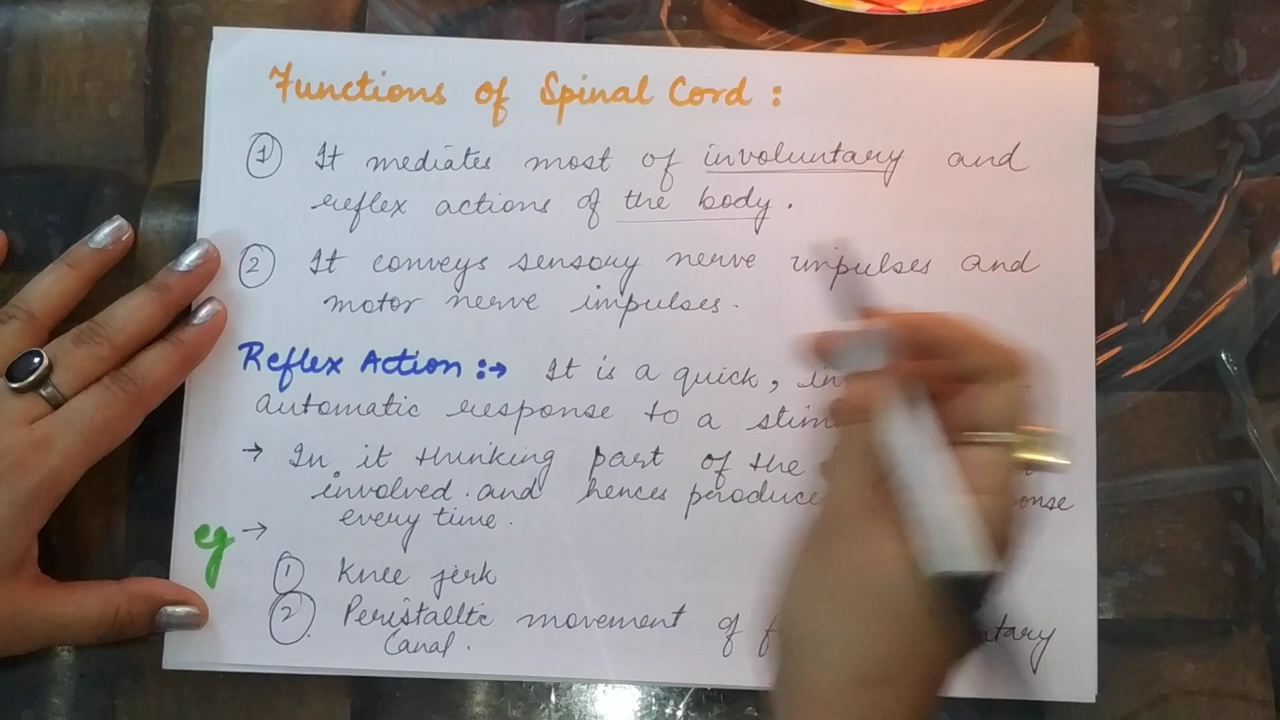 Functions of Spinal Cord :
① It mediates most of involuntary and
reflex actions of the body.
② It conveys sensory nerve impulses and
motor nerve impulses.
Reflex Action :→ It is a quick,
automatic response to a
→ In it thinking part of the
involved. and hences produce
every time.
eg →
① Knee jerk
② Peristalltc movement of
Canal.